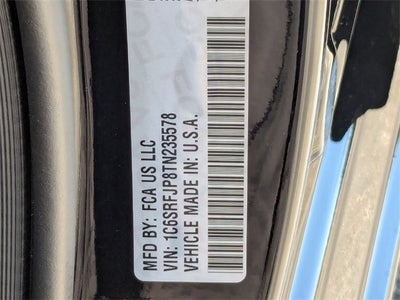 MFD BY: FCA US LLC
VIN: 1C6SRFJP8TN235578
VEHICLE MADE IN: U.S.A.